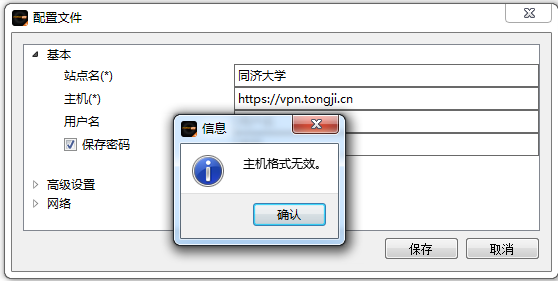 配置文件
基本
站点名(*)
同济大学
主机(*)
https://vpn.tongji.cn
用户名
信息
保存密码
主机格式无效。
确认
高级设置
网络
保存
取消